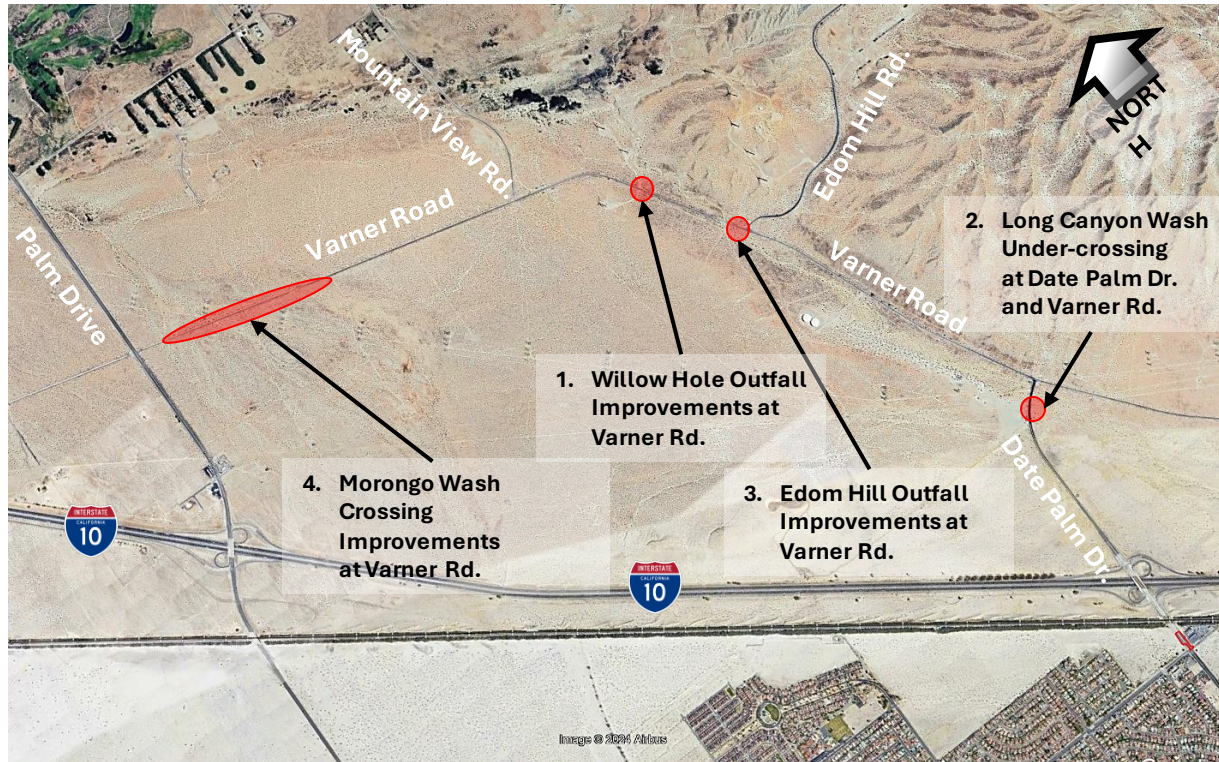 Mountain View Rd.
Edom Hill Rd.
NORT
H
Palm Drive
Varner Road
Varner Road
2. Long Canyon Wash
Under-crossing
at Date Palm Dr.
and Varner Rd.
1. Willow Hole Outfall
Improvements at
Varner Rd.
4. Morongo Wash
Crossing
Improvements
at Varner Rd.
3. Edom Hill Outfall
Improvements at
Varner Rd.
Date Palm Dr.
INTERSTATE
CALIFORNIA
10
INTERSTATE
CALIFORNIA
10
Image © 2024 Airbus